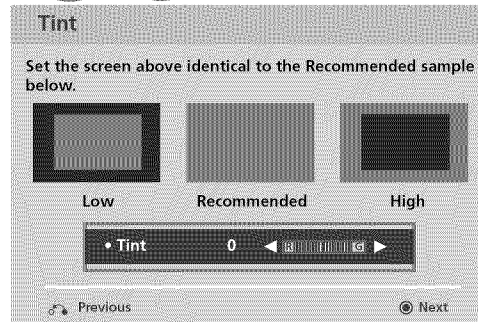 Tint
Set the screen above identical to the Recommended sample
below.
Low Recommended High
• Tint 0 ◀ R G ▶
Previous ◉ Next